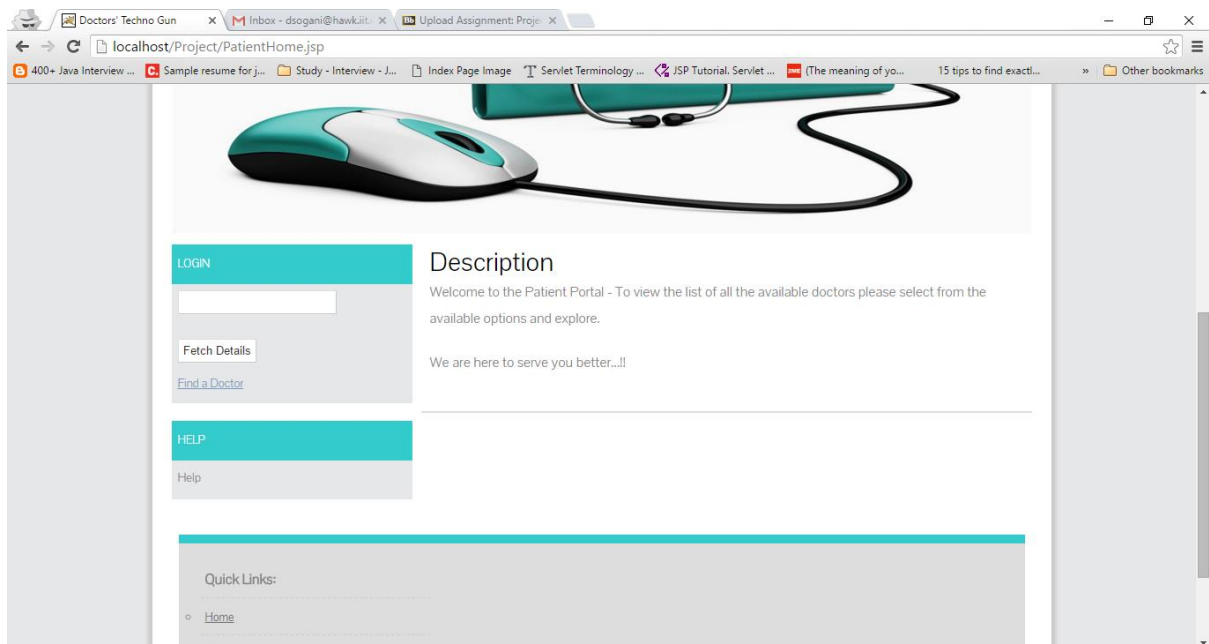 Doctors' Techno Gun
Inbox - dsogani@hawk.iit.
Upload Assignment: Proje
localhost/Project/PatientHome.jsp
400+ Java Interview ...
Sample resume for j...
Study - Interview - J...
Index Page Image
Servlet Terminology ...
JSP Tutorial. Servlet ...
(The meaning of yo...
15 tips to find exactl...
» Other bookmarks
LOGIN
Fetch Details
Find a Doctor
HELP
Help
Description
Welcome to the Patient Portal - To view the list of all the available doctors please select from the
available options and explore.
We are here to serve you better...!!
Quick Links:
Home